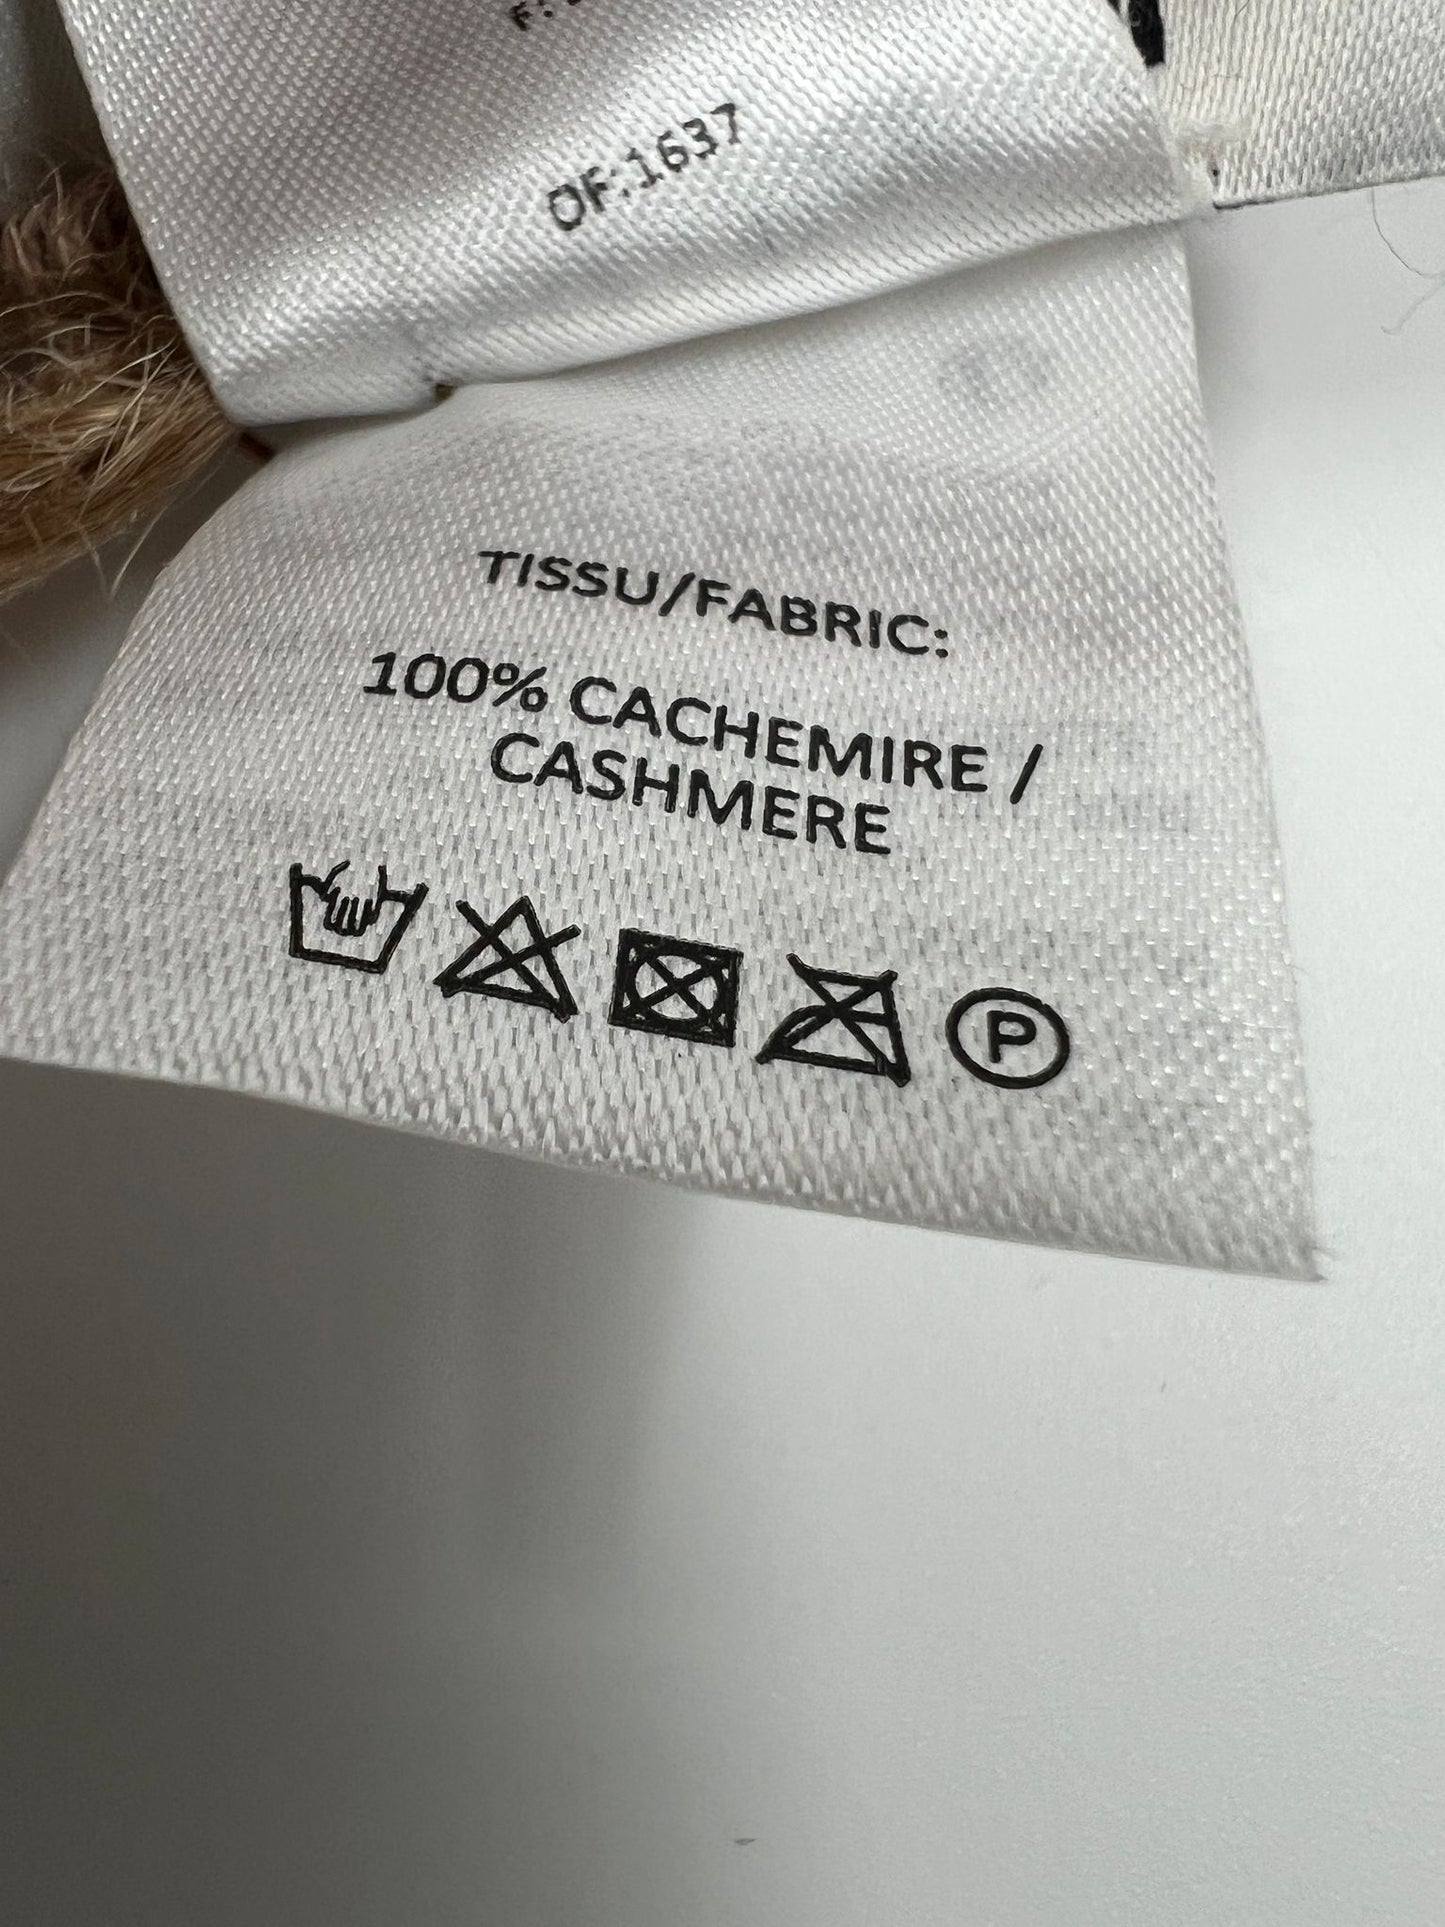 OF:1637
TISSU/FABRIC:
100% CACHEMIRE /
CASHMERE
P